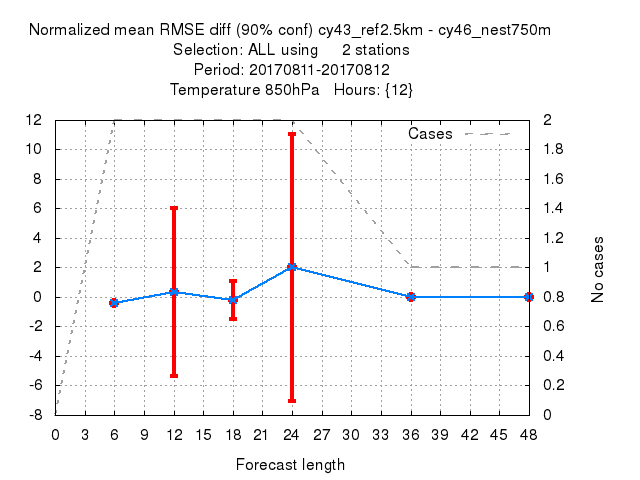 Normalized mean RMSE diff (90% conf) cy43_ref2.5km - cy46_nest750m
Selection: ALL using 2 stations
Period: 20170811-20170812
Temperature 850hPa Hours: {12}
Cases
12
10
8
6
4
2
0
-2
-4
-6
-8
2
1.8
1.6
1.4
1.2
1
0.8
0.6
0.4
0.2
0
No cases
0 3 6 9 12 15 18 21 24 27 30 33 36 39 42 45 48
Forecast length